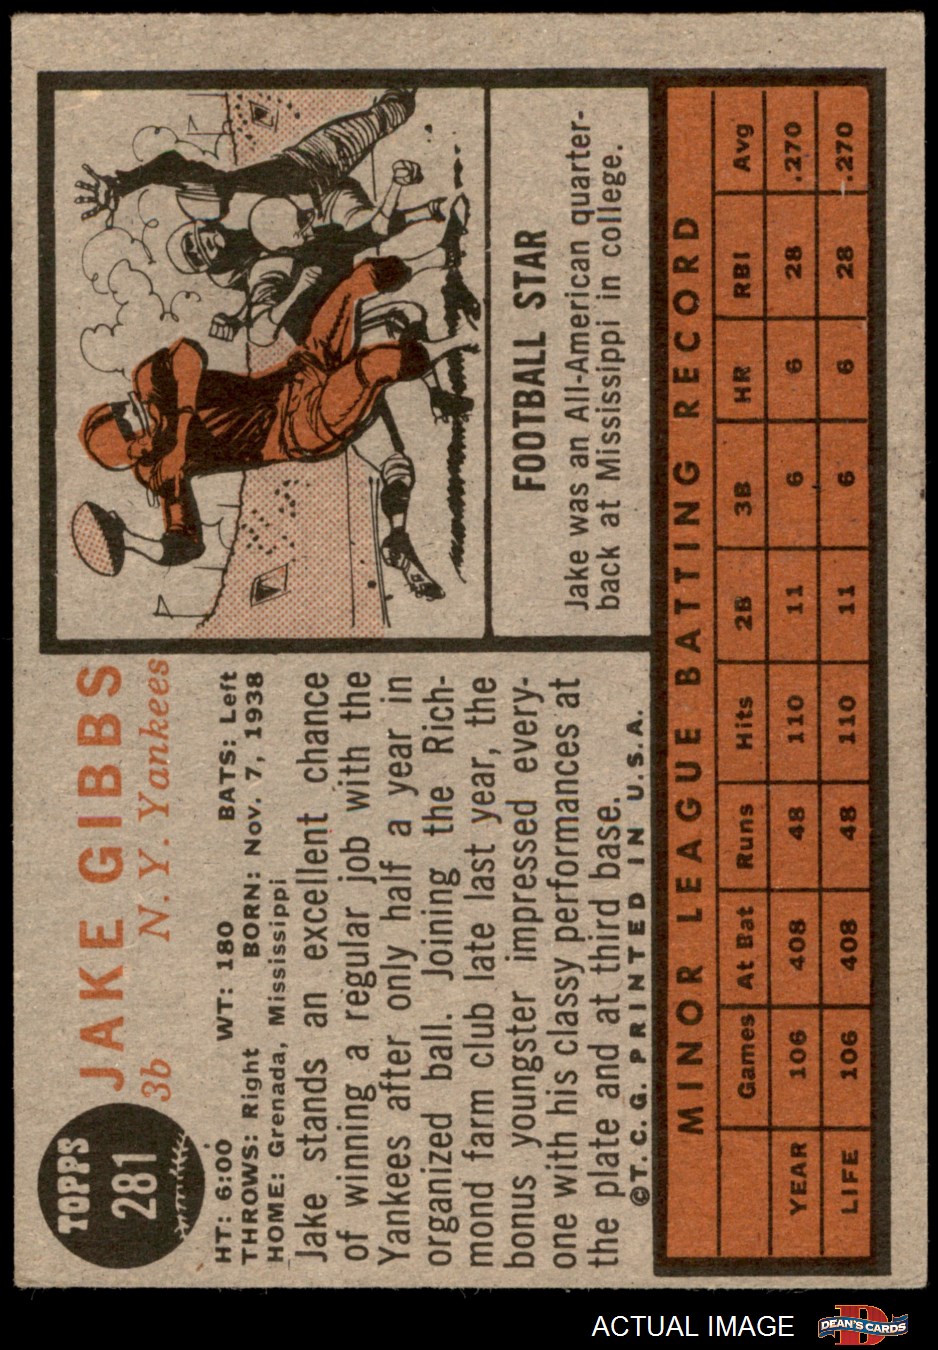 TOPPS
281
JAKE GIBBS
3b N.Y. Yankees
HT: 6:00 WT: 180 BATS: Left
THROWS: Right BORN: Nov. 7, 1938
HOME: Grenada, Mississippi
Jake stands an excellent chance
of winning a regular job with the
Yankees after only half a year in
organized ball. Joining the Rich-
mond farm club late last year, the
bonus youngster impressed every-
one with his classy performances at
the plate and at third base.
©T. C. G. PRINTED IN U.S.A.
FOOTBALL STAR
Jake was an All-American quarter-
back at Mississippi in college.
MINOR LEAGUE BATTING RECORD
Games At Bat Runs Hits 2B 3B HR RBI Avg
YEAR 106 408 48 110 11 6 6 28 .270
LIFE 106 408 48 110 11 6 6 28 .270
ACTUAL IMAGE
D
DEAN'S CARDS